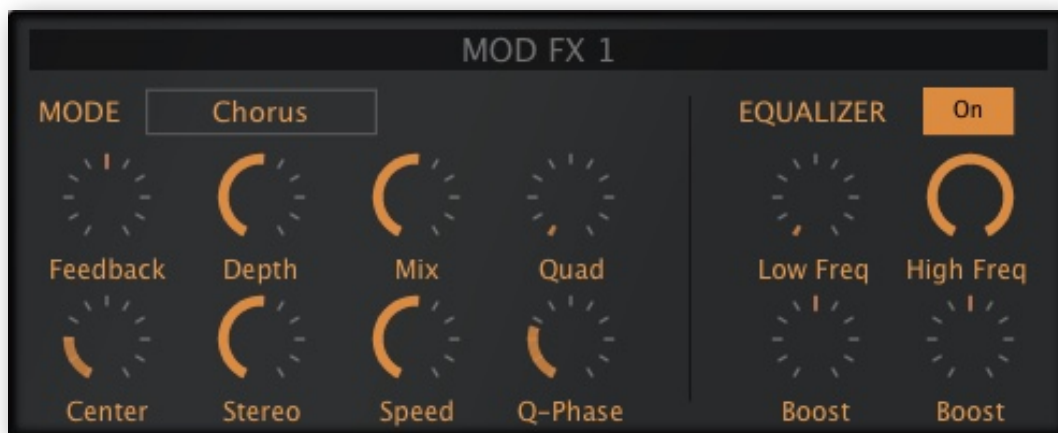 MOD FX 1
MODE Chorus EQUALIZER On
Feedback Depth Mix Quad Low Freq High Freq
Center Stereo Speed Q-Phase Boost Boost